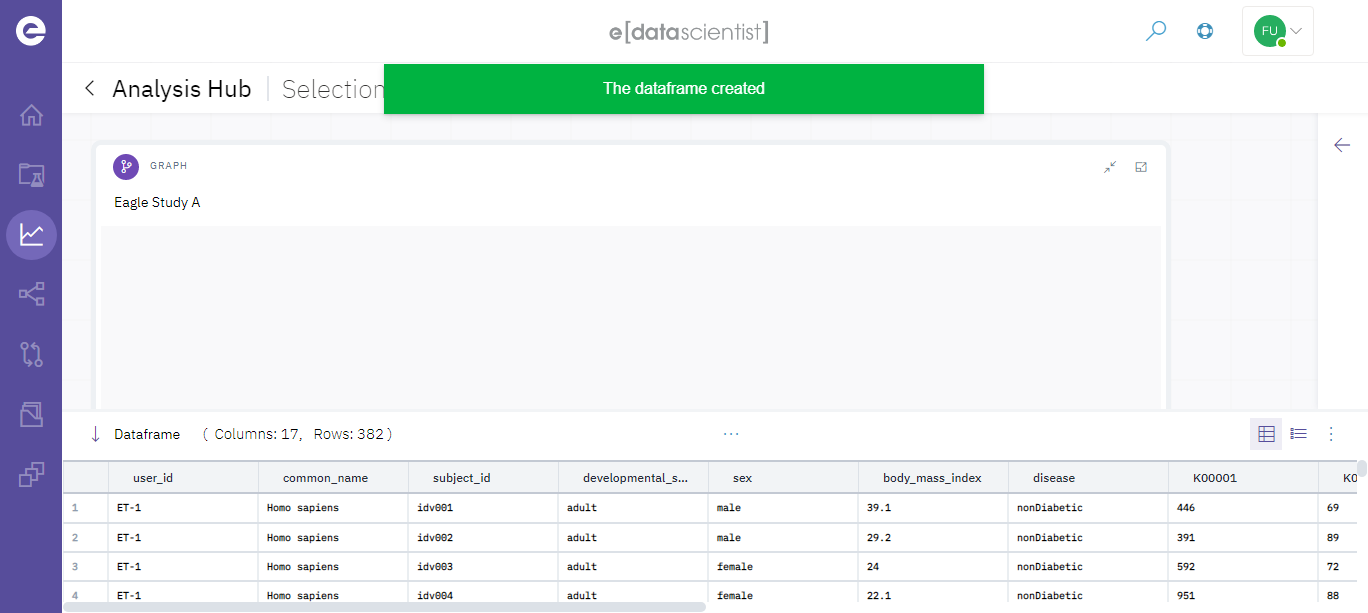 e[datascientist]
FU
Analysis Hub | Selection
The dataframe created
GRAPH
Eagle Study A
Dataframe ( Columns: 17, Rows: 382 )
user_id common_name subject_id developmental_s... sex body_mass_index disease K00001 K0
1 ET-1 Homo sapiens idv001 adult male 39.1 nonDiabetic 446 69
2 ET-1 Homo sapiens idv002 adult male 29.2 nonDiabetic 391 89
3 ET-1 Homo sapiens idv003 adult female 24 nonDiabetic 592 72
4 ET-1 Homo sapiens idv004 adult female 22.1 nonDiabetic 951 88